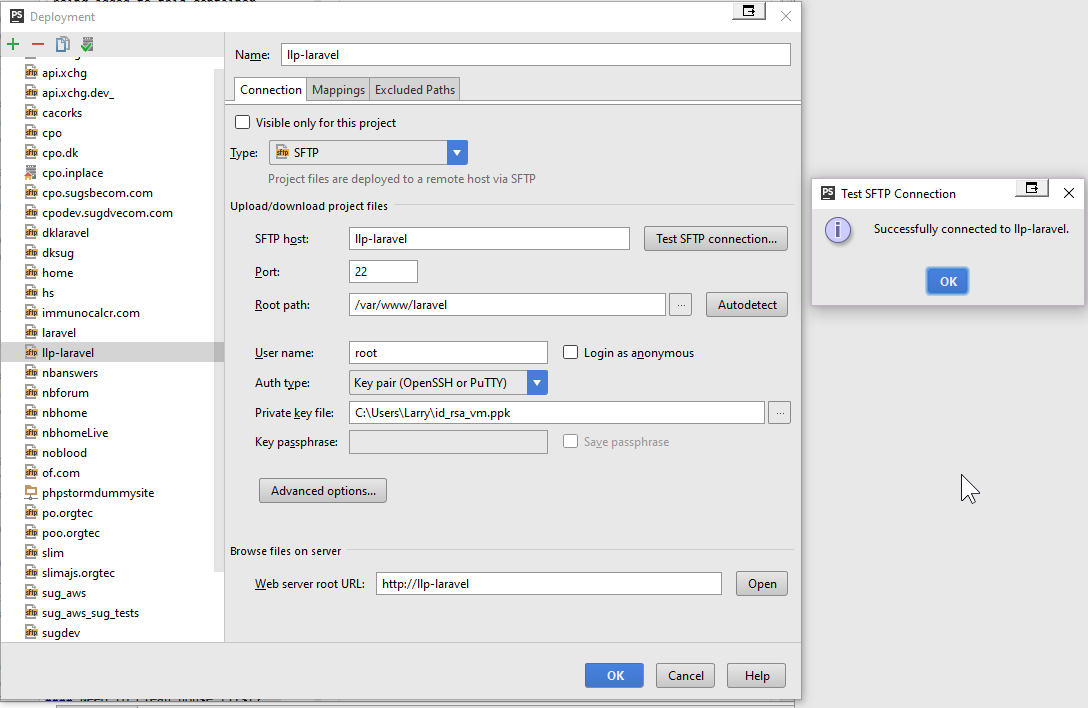 PS Deployment
Name: llp-laravel
Connection Mappings Excluded Paths
Visible only for this project
Type: sftp SFTP
Project files are deployed to a remote host via SFTP
Upload/download project files
SFTP host: llp-laravel Test SFTP connection...
Port: 22
Root path: /var/www/laravel ... Autodetect
User name: root Login as anonymous
Auth type: Key pair (OpenSSH or PuTTY)
Private key file: C:\Users\Larry\id_rsa_vm.ppk ...
Key passphrase: Save passphrase
Advanced options...
Browse files on server
Web server root URL: http://llp-laravel Open
OK Cancel Help
api.xchg
api.xchg.dev_
cacorks
cpo
cpo.dk
cpo.inplace
cpo.sugsbecom.com
cpodev.sugdvecom.com
dklaravel
dksug
home
hs
immunocalcr.com
laravel
llp-laravel
nbanswers
nbforum
nbhome
nbhomeLive
noblood
of.com
phpstormdummysite
po.orgtec
poo.orgtec
slim
slimajs.orgtec
sug_aws
sug_aws_sug_tests
sugdev
PS Test SFTP Connection
Successfully connected to llp-laravel.
OK